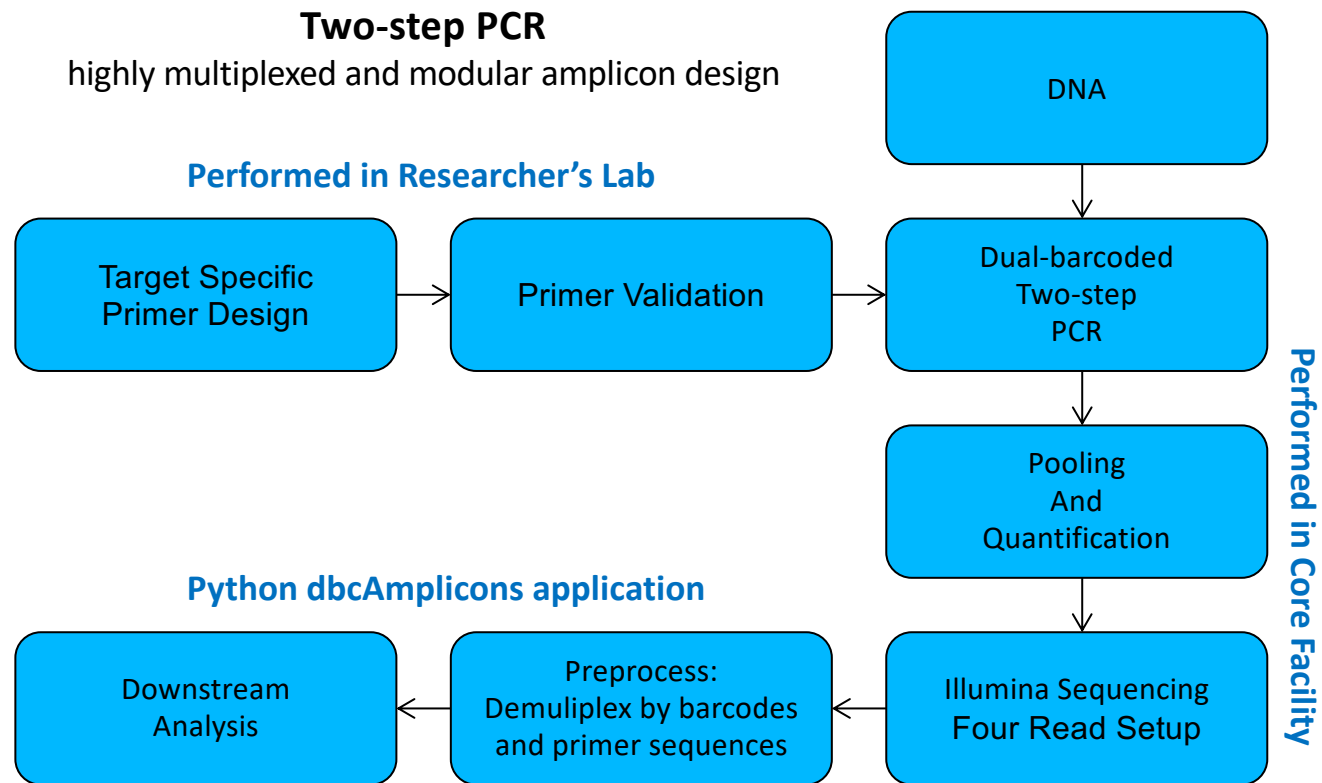 Two-step PCR
highly multiplexed and modular amplicon design
DNA
Performed in Researcher’s Lab
Target Specific
Primer Design
Primer Validation
Dual-barcoded
Two-step
PCR
Performed in Core Facility
Pooling
And
Quantification
Python dbcAmplicons application
Downstream
Analysis
Preprocess:
Demuliplex by barcodes
and primer sequences
Illumina Sequencing
Four Read Setup